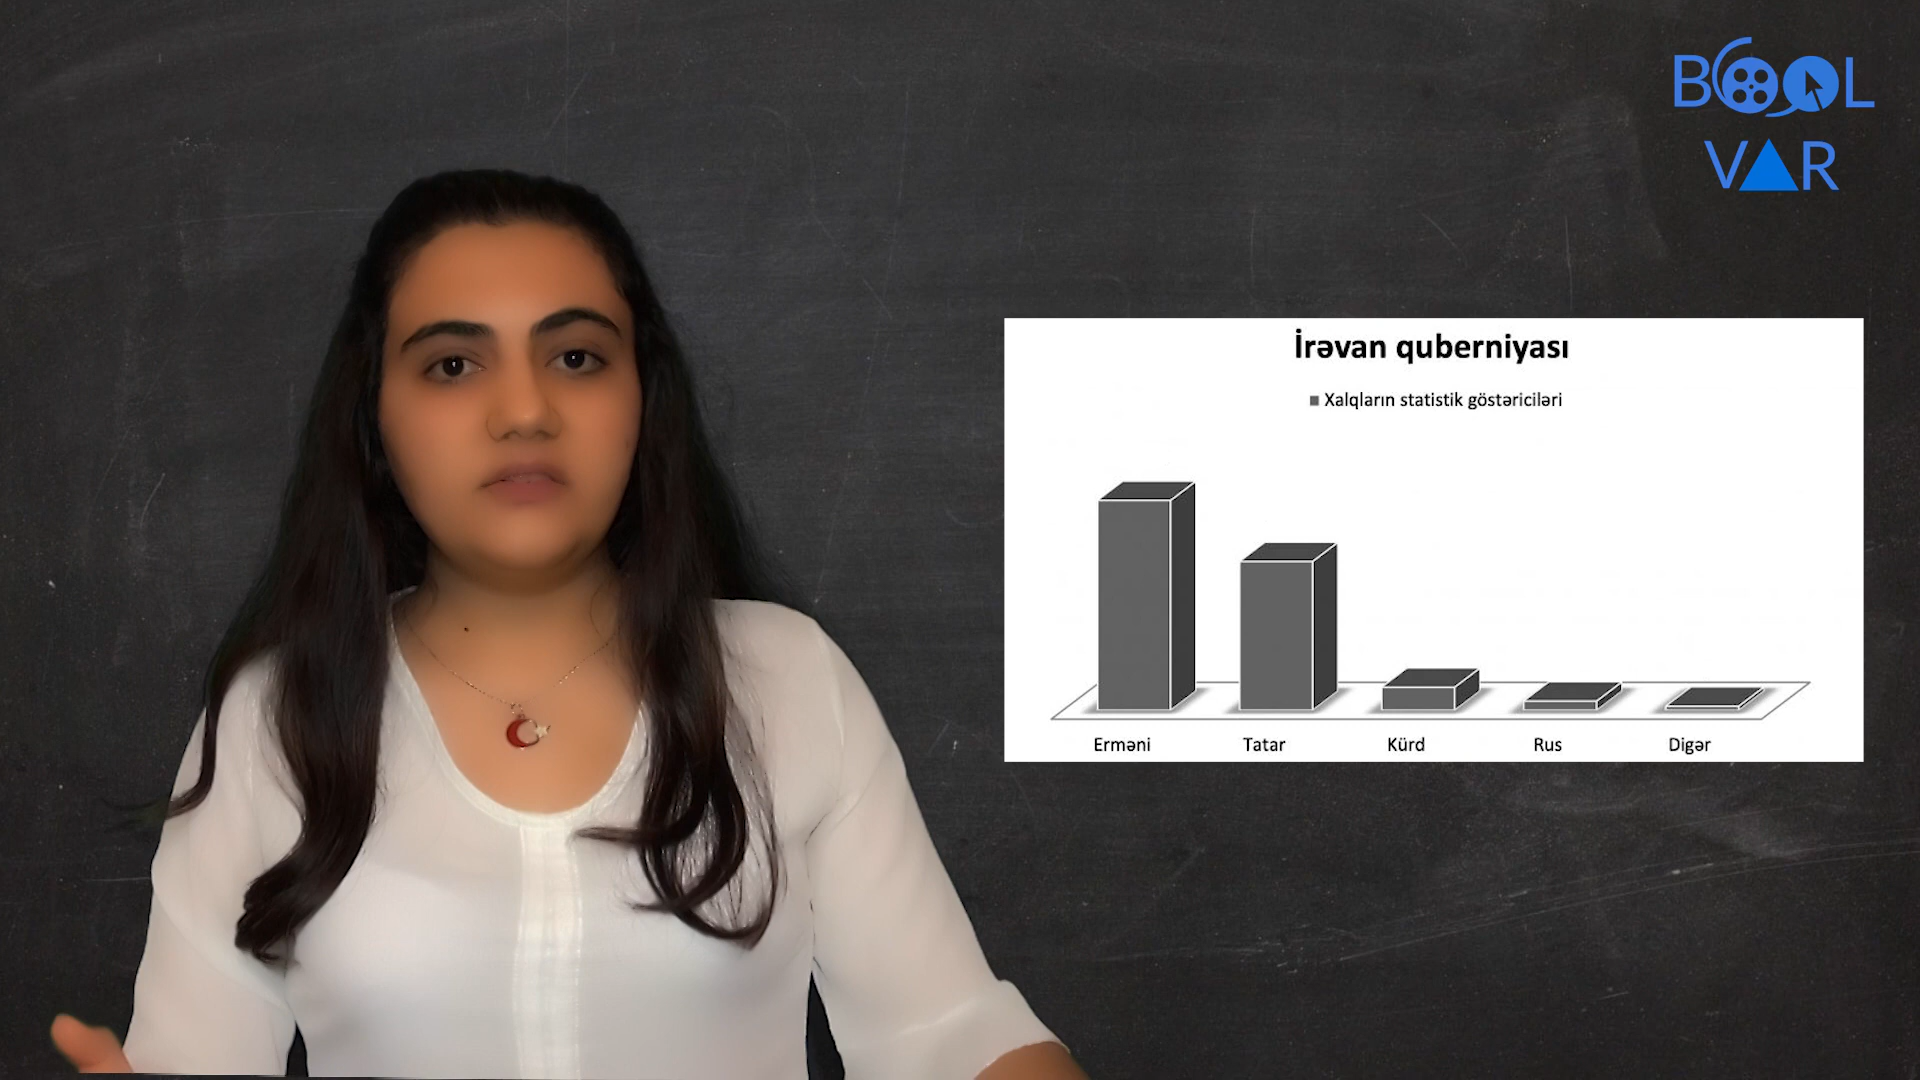 BOOL
VAR
İrəvan quberniyası
Xalqların statistik göstəriciləri
Erməni Tatar Kürd Rus Digər